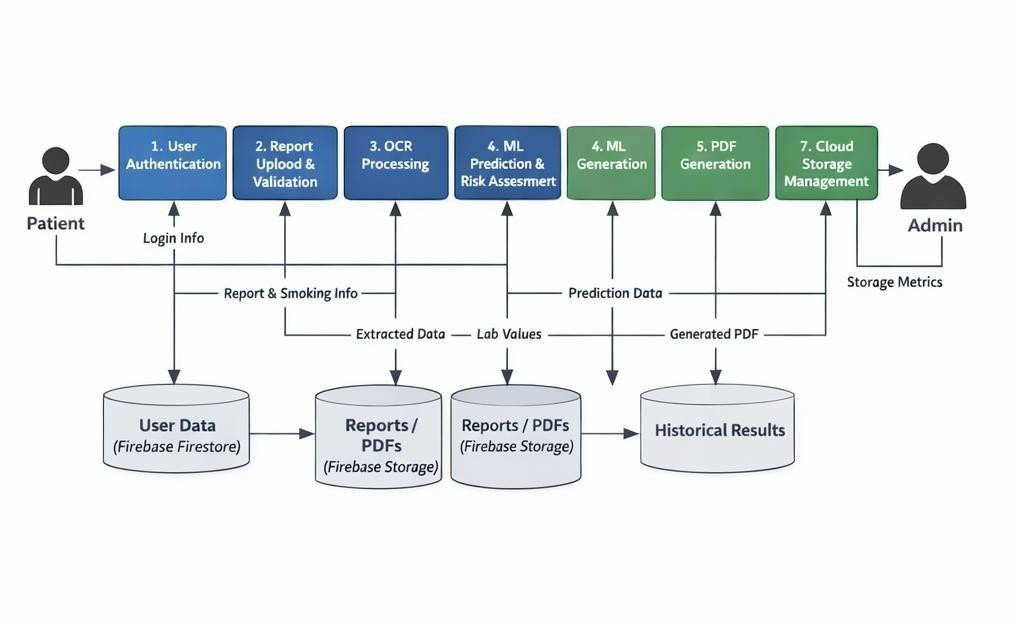 1. User
Authentication
2. Report
Uplood &
Validation
3. OCR
Processing
4. ML
Prediction &
Risk Assesmert
4. ML
Generation
5. PDF
Generation
7. Cloud
Storage
Management
Patient
Admin
Login Info
Storage Metrics
Report & Smoking Info
Prediction Data
Extracted Data
Lab Values
Generated PDF
User Data
(Firebase Firestore)
Reports /
PDFs
(Firebase Storage)
Reports / PDFs
(Firebase Storage)
Historical Results